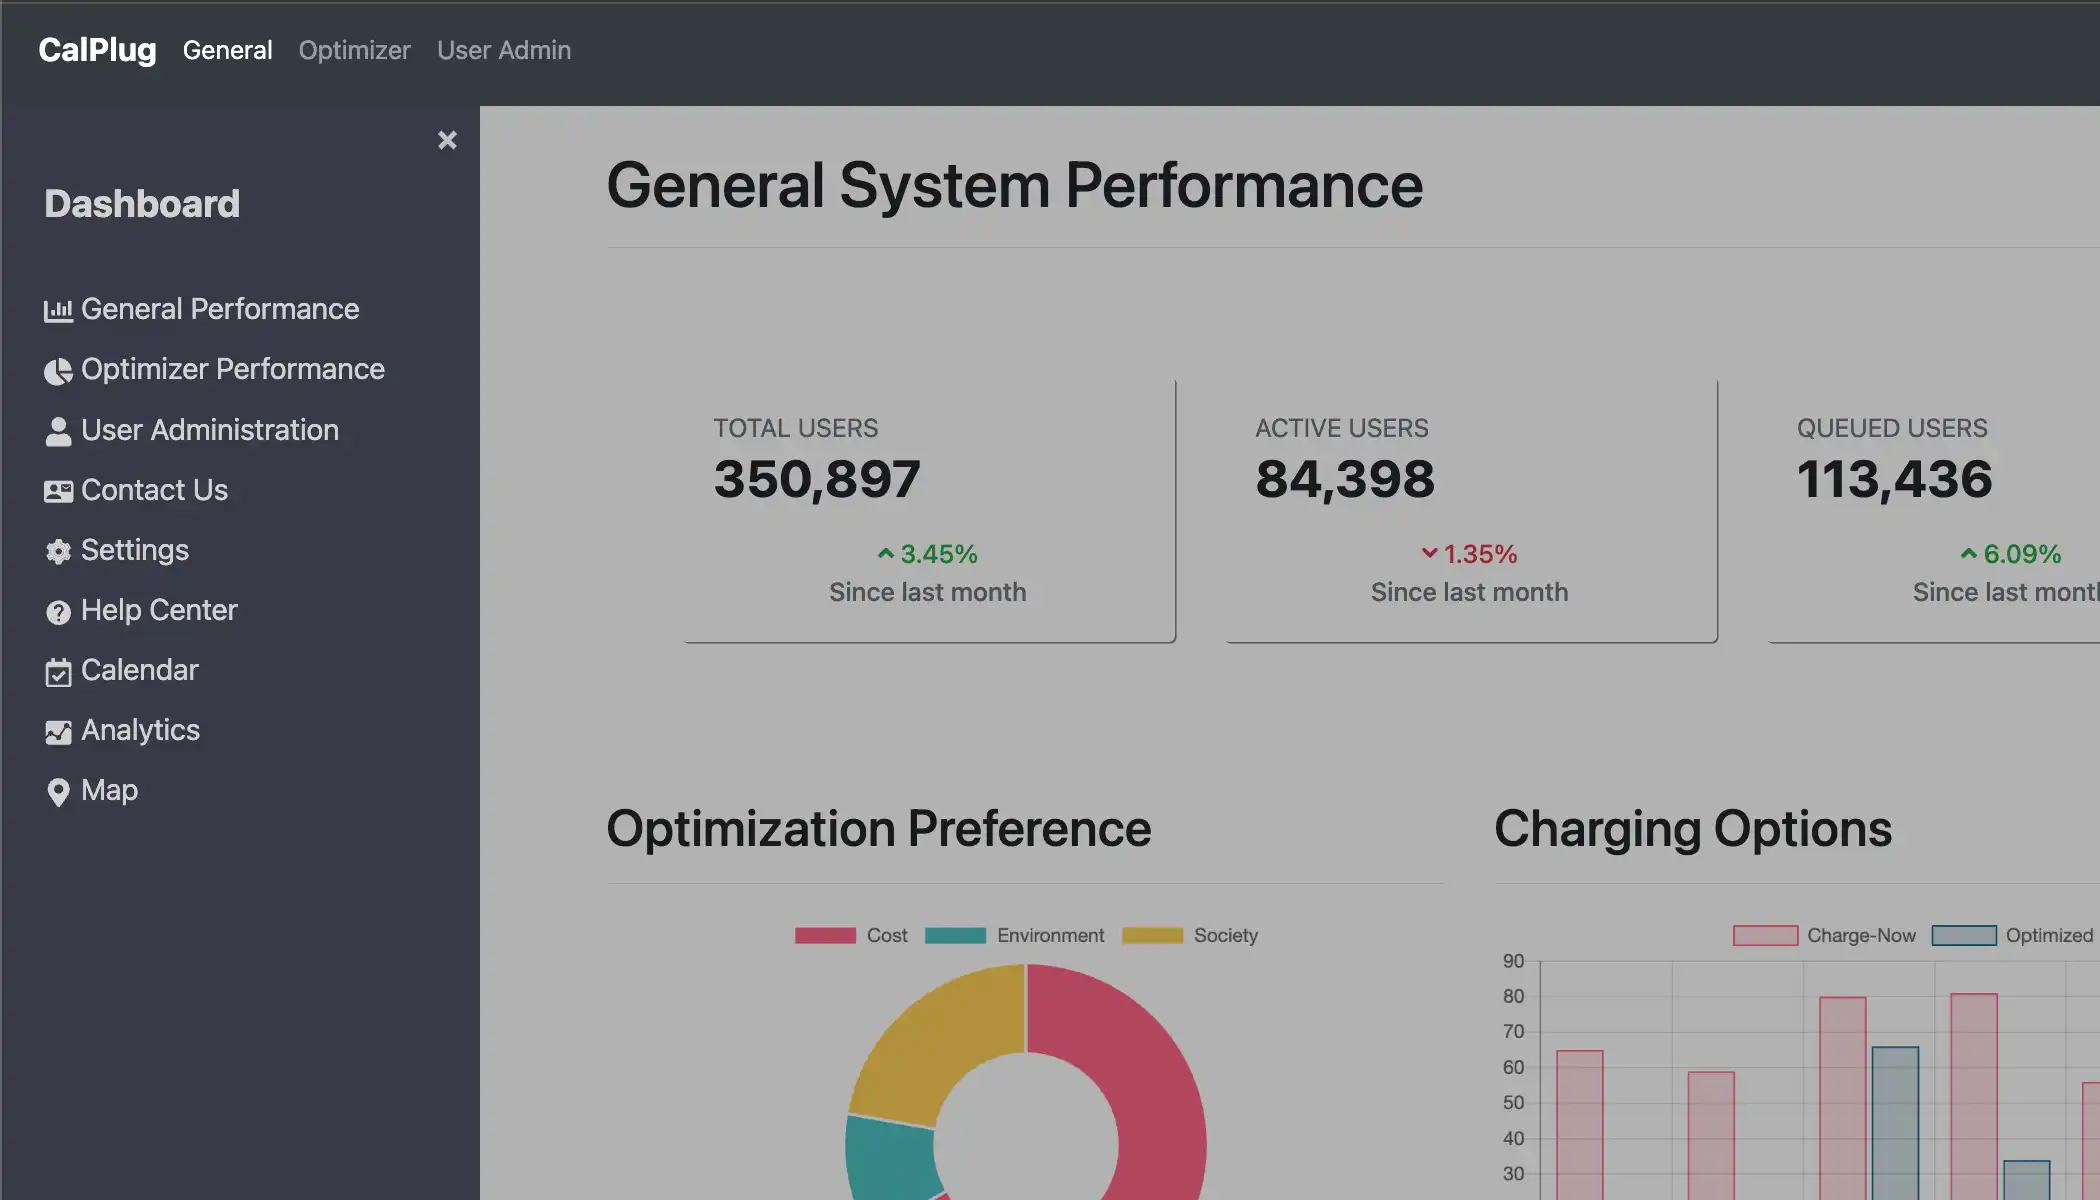 CalPlug General Optimizer User Admin
Dashboard
General Performance
Optimizer Performance
User Administration
Contact Us
Settings
Help Center
Calendar
Analytics
Map
General System Performance
TOTAL USERS
350,897
3.45%
Since last month
ACTIVE USERS
84,398
1.35%
Since last month
QUEUED USERS
113,436
6.09%
Since last month
Optimization Preference
Cost Environment Society
Charging Options
Charge-Now Optimized
90
80
70
60
50
40
30